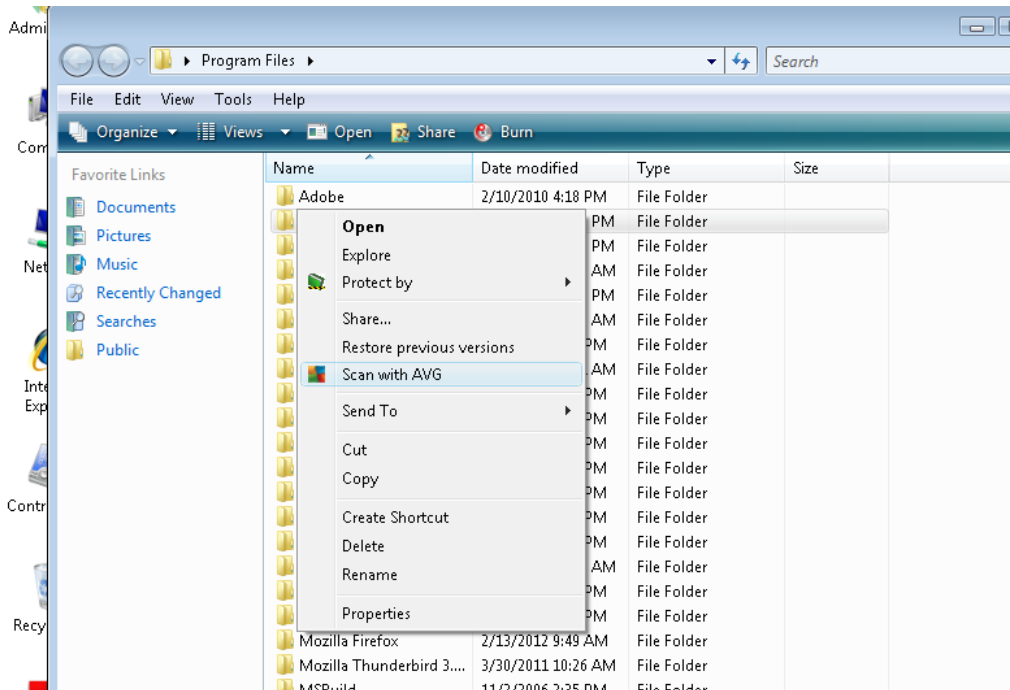 Admi
Program Files
Search
File Edit View Tools Help
Organize Views Open Share Burn
Com
Favorite Links
Name Date modified Type Size
Adobe 2/10/2010 4:18 PM File Folder
Documents
Open PM File Folder
Pictures
Explore PM File Folder
Net Music
AM File Folder
Protect by
Recently Changed PM File Folder
Share... AM File Folder
Searches
Restore previous versions PM File Folder
Public
Scan with AVG AM File Folder
Inte
PM File Folder
Exp
Send To PM File Folder
PM File Folder
Cut
PM File Folder
Copy
PM File Folder
Contr
Create Shortcut PM File Folder
Delete PM File Folder
AM File Folder
Rename
PM File Folder
Properties PM File Folder
Recy
Mozilla Firefox 2/13/2012 9:49 AM File Folder
Mozilla Thunderbird 3.... 3/30/2011 10:26 AM File Folder
MSBuild 11/2/2006 2:35 PM File Folder